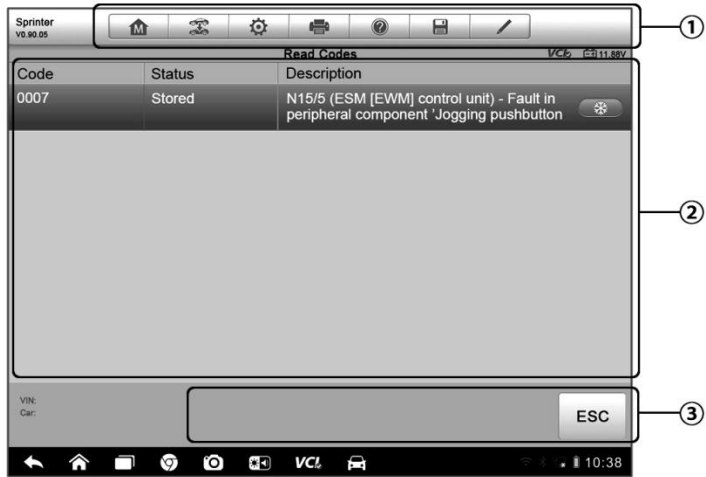 Sprinter
V0.90.05
M
Read Codes
VCI 11.88V
Code Status Description
0007 Stored N15/5 (ESM [EWM] control unit) - Fault in
peripheral component 'Jogging pushbutton
VIN:
Car:
ESC
VCI 10:38
①
②
③